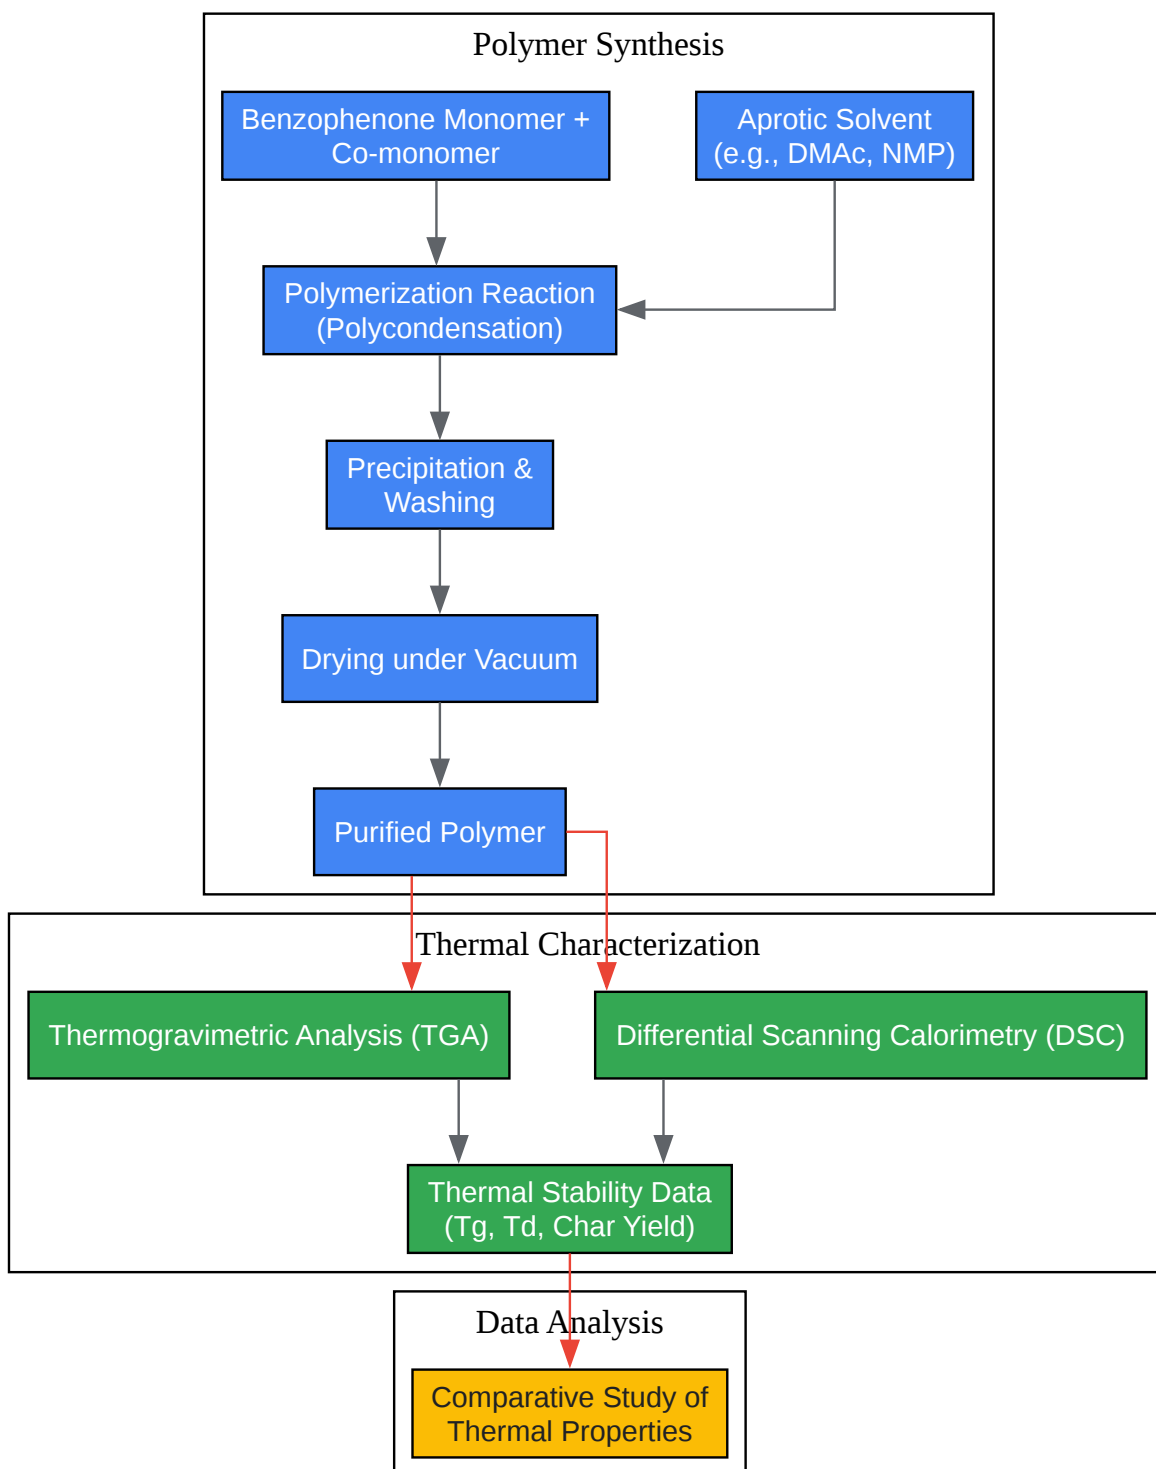 Polymer Synthesis
Benzophenone Monomer +
Co-monomer
Aprotic Solvent
(e.g., DMAc, NMP)
Polymerization Reaction
(Polycondensation)
Precipitation &
Washing
Drying under Vacuum
Purified Polymer
Thermal Characterization
Thermogravimetric Analysis (TGA)
Differential Scanning Calorimetry (DSC)
Thermal Stability Data
(Tg, Td, Char Yield)
Data Analysis
Comparative Study of
Thermal Properties